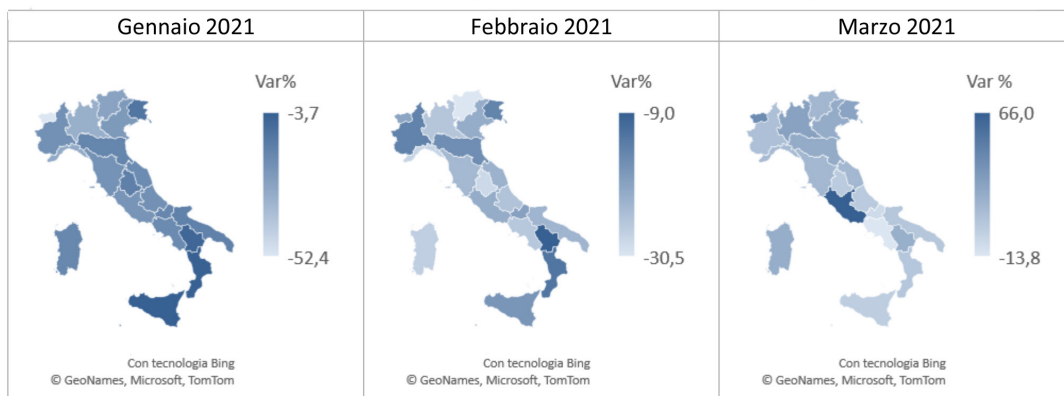 Gennaio 2021
Febbraio 2021
Marzo 2021
Var%
-3,7
-52,4
Con tecnologia Bing
© GeoNames, Microsoft, TomTom
Var%
-9,0
-30,5
Con tecnologia Bing
© GeoNames, Microsoft, TomTom
Var %
66,0
-13,8
Con tecnologia Bing
© GeoNames, Microsoft, TomTom